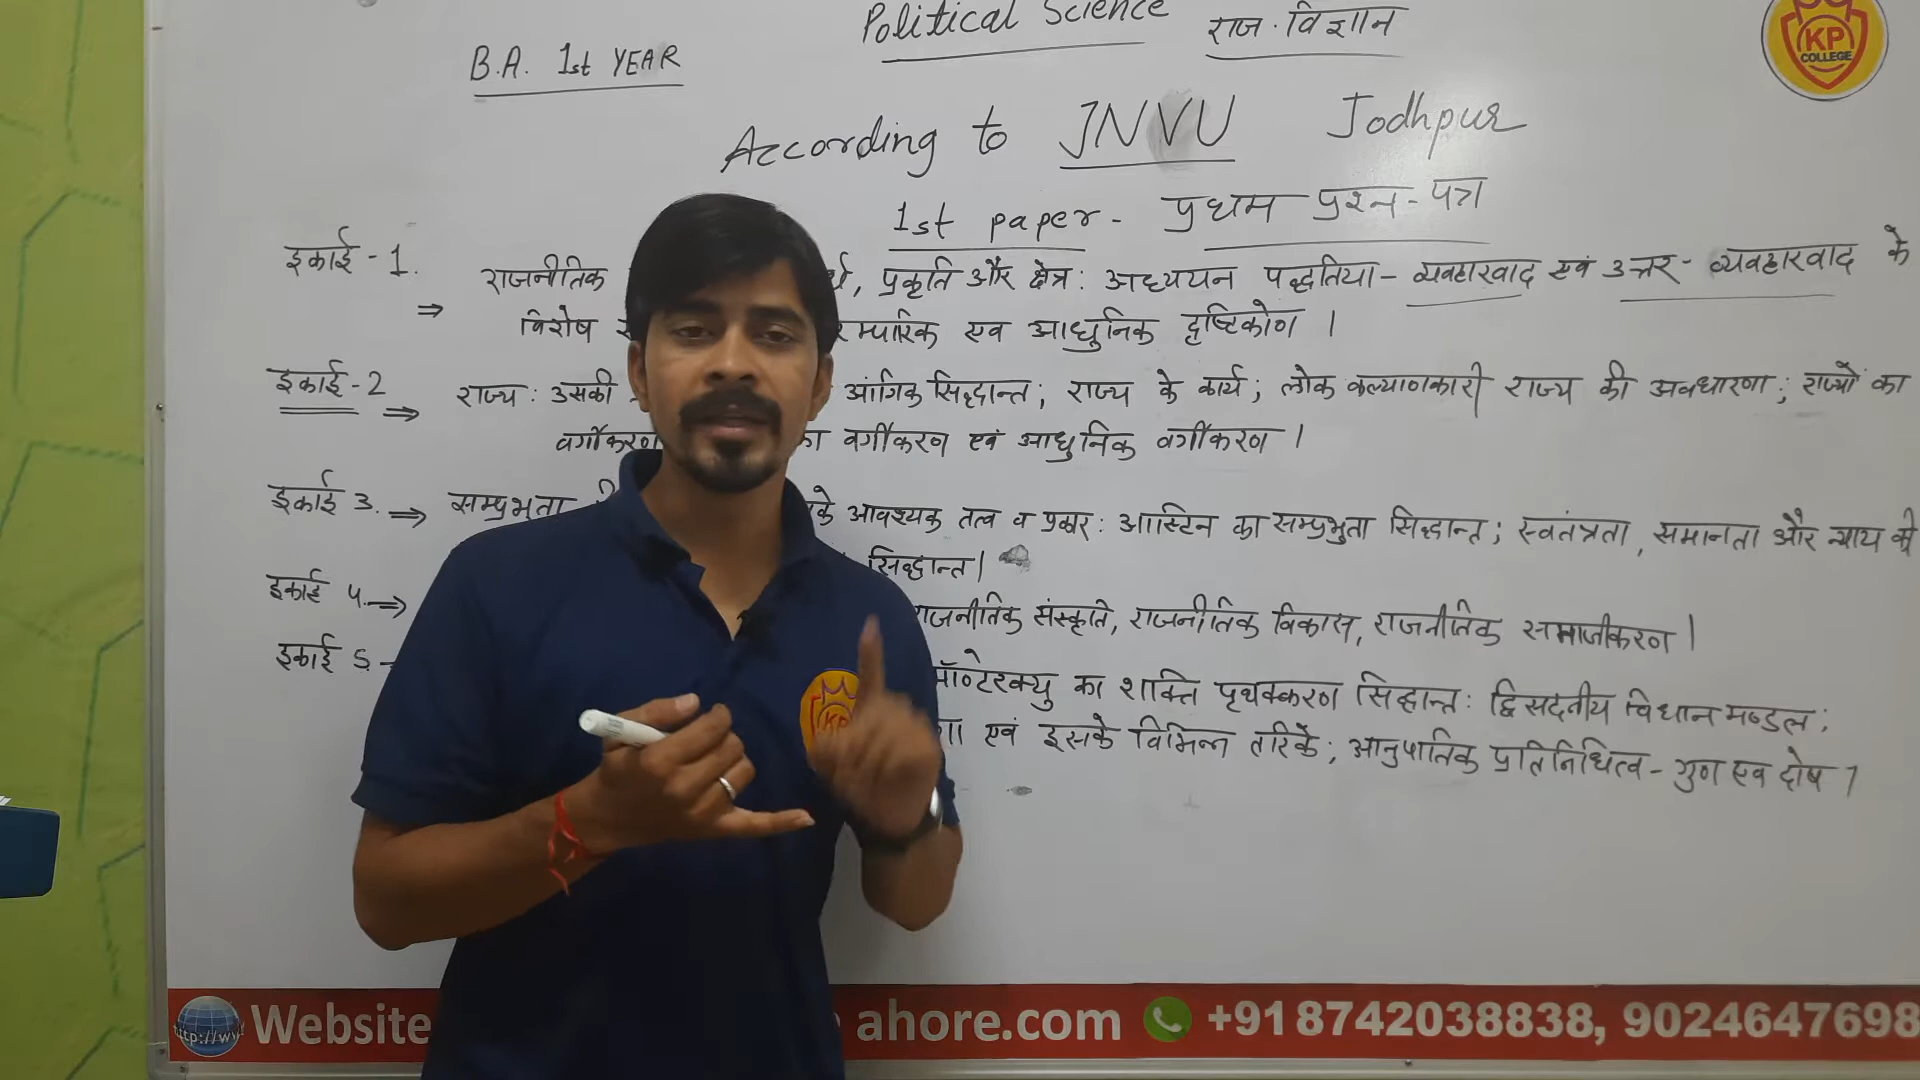 Political Science राज. विज्ञान
B.A. 1st YEAR
According to JNVU Jodhpur
1st paper - प्रथम प्रश्न-पत्र
इकाई - 1. राजनीतिक र्थ, प्रकृति और क्षेत्र: अध्ययन पद्धतिया - व्यवहारवाद एवं उत्तर - व्यवहारवाद के
⇒ विशेष रम्परिक एव आधुनिक दृष्टिकोण ।
इकाई-2 ⇒ राज्य: उसकी आंगिक सिद्धान्त; राज्य के कार्य; लोक कल्याणकारी राज्य की अवधारणा; राज्यों का
वर्गीकरण का वर्गीकरण एवं आधुनिक वर्गीकरण ।
इकाई 3. ⇒ सम्प्रभुता के आवश्यक तत्व व प्रकार: आस्टिन का सम्प्रभुता सिद्धान्त; स्वतंत्रता, समानता और न्याय के
सिद्धान्त।
इकाई 4. ⇒ राजनीतिक संस्कृति, राजनीतिक विकास, राजनीतिक समाजीकरण।
इकाई 5. - मॉण्टेस्क्यु का शक्ति पृथक्करण सिद्धान्त: द्विसदनीय विधान मण्डल;
एवं इसके विभिन्न तरिके; आनुपातिक प्रतिनिधित्व - गुण एव दोष ।
KP
COLLEGE
KP
http://ww
Website ahore.com +91 8742038838, 9024647698